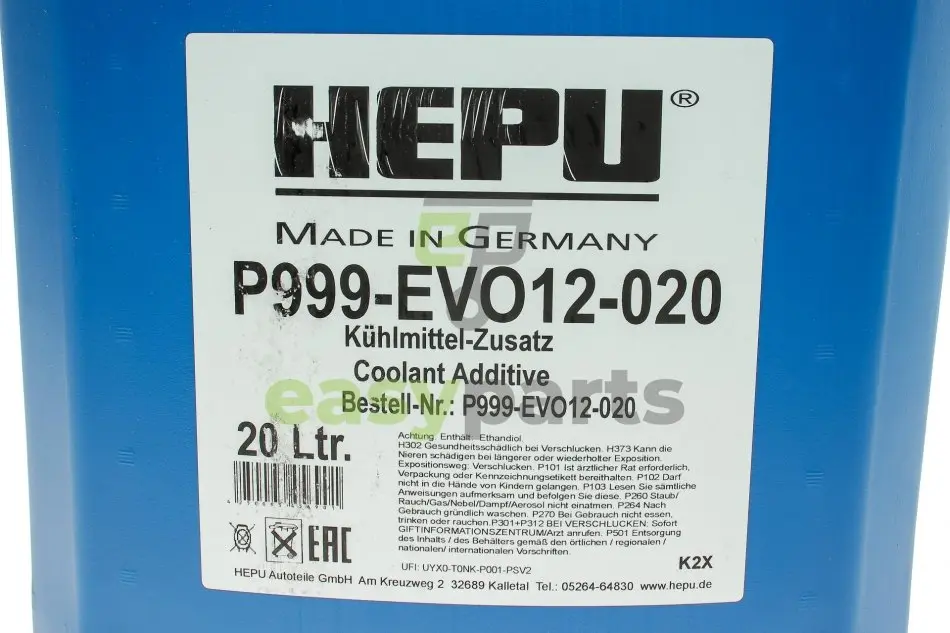 HEPU®
MADE IN GERMANY
P999-EVO12-020
Kühlmittel-Zusatz
Coolant Additive
easyparts
Bestell-Nr.: P999-EVO12-020
20 Ltr.
Achtung: Enthält: Ethandiol.
H302 Gesundheitsschädlich bei Verschlucken. H373 Kann die
Nieren schädigen bei längerer oder wiederholter Exposition.
Expositionsweg: Verschlucken. P101 Ist ärztlicher Rat erforderlich,
Verpackung oder Kennzeichnungsetikett bereithalten. P102 Darf
nicht in die Hände von Kindern gelangen. P103 Lesen Sie sämtliche
Anweisungen aufmerksam und befolgen Sie diese. P260 Staub/
Rauch/Gas/Nebel/Dampf/Aerosol nicht einatmen. P264 Nach
Gebrauch gründlich waschen. P270 Bei Gebrauch nicht essen,
trinken oder rauchen.P301+P312 BEI VERSCHLUCKEN: Sofort
GIFTINFORMATIONSZENTRUM/Arzt anrufen. P501 Entsorgung
des Inhalts / des Behälters gemäß den örtlichen / regionalen /
nationalen/ internationalen Vorschriften.
EAC
K2X
UFI: UYX0-T0NK-P001-PSV2
HEPU Autoteile GmbH Am Kreuzweg 2 32689 Kalletal Tel.: 05264-64830 www.hepu.de